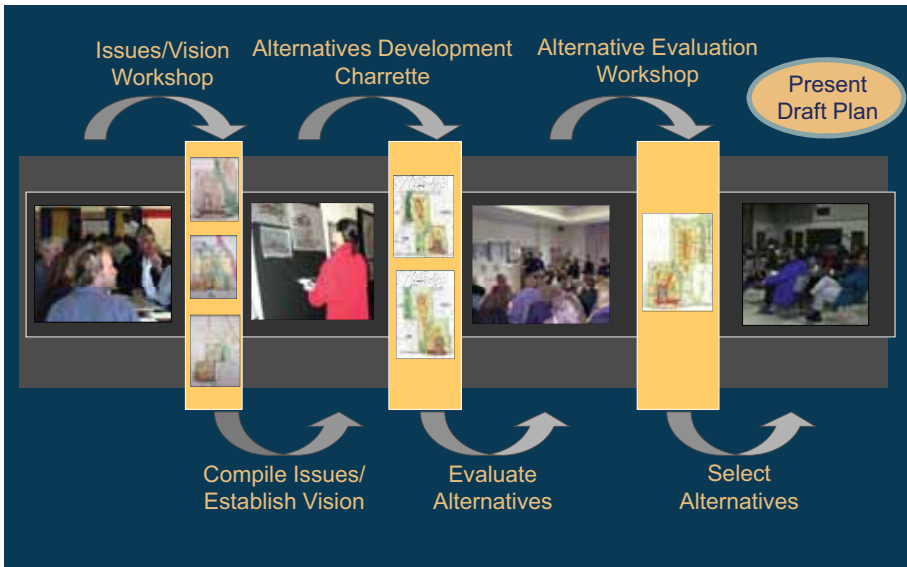 Issues/Vision
Workshop
Alternatives Development
Charrette
Alternative Evaluation
Workshop
Present
Draft Plan
Compile Issues/
Establish Vision
Evaluate
Alternatives
Select
Alternatives